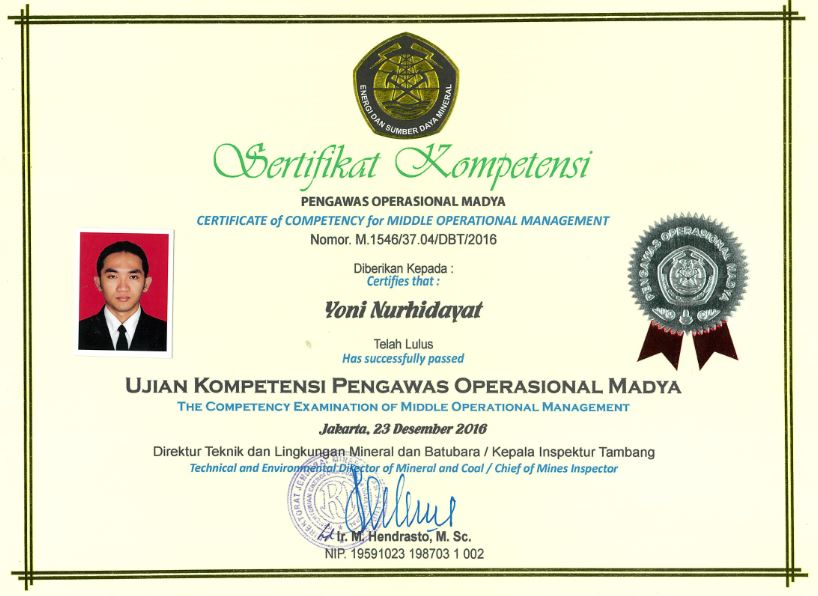 ENERGI DAN SUMBER DAYA MINERAL
Sertifikat Kompetensi
PENGAWAS OPERASIONAL MADYA
CERTIFICATE of COMPETENCY for MIDDLE OPERATIONAL MANAGEMENT
Nomor. M.1546/37.04/DBT/2016
PENGAWAS OPERASIONAL MADYA
Diberikan Kepada :
Certifies that :
Yoni Nurhidayat
Telah Lulus
Has successfully passed
UJIAN KOMPETENSI PENGAWAS OPERASIONAL MADYA
THE COMPETENCY EXAMINATION OF MIDDLE OPERATIONAL MANAGEMENT
Jakarta, 23 Desember 2016
Direktur Teknik dan Lingkungan Mineral dan Batubara / Kepala Inspektur Tambang
Technical and Environmental Director of Mineral and Coal / Chief of Mines Inspector
Ir. M. Hendrasto, M. Sc.
NIP. 19591023 198703 1 002